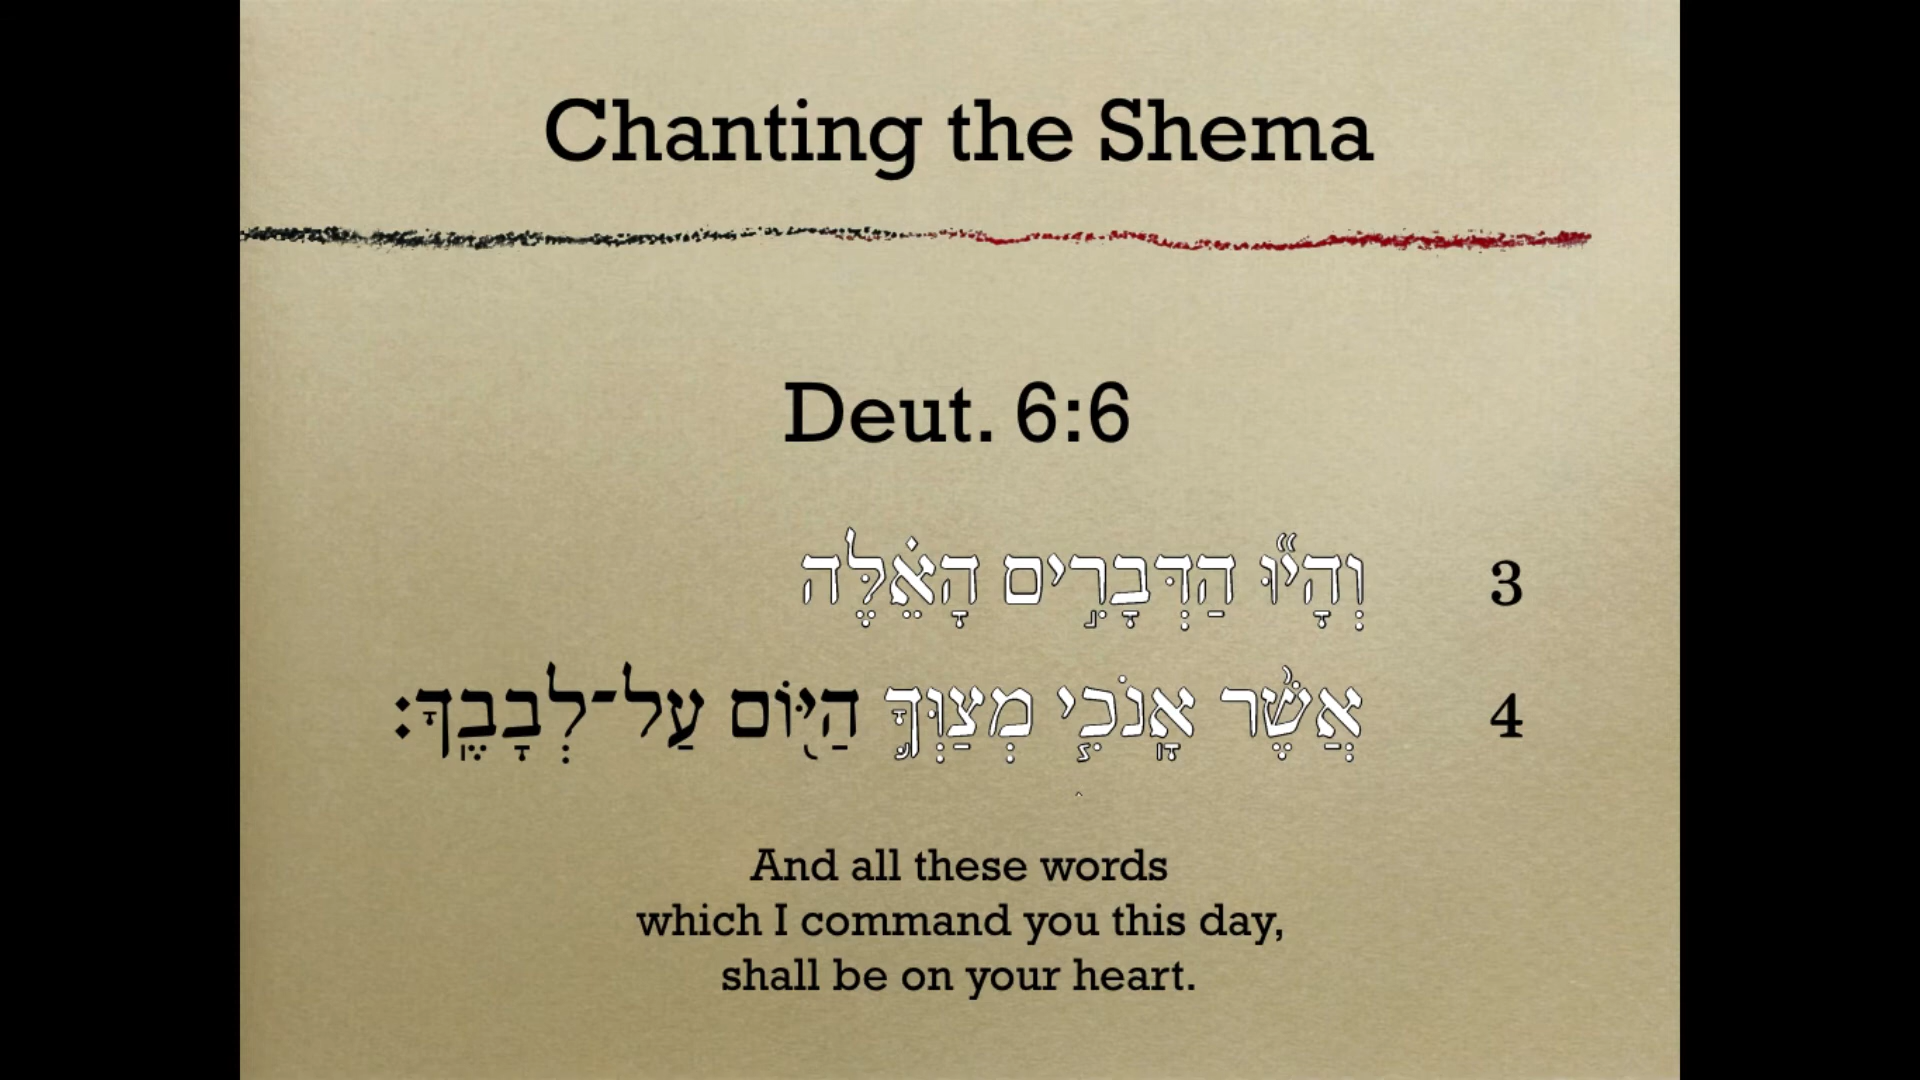 Chanting the Shema
Deut. 6:6
וְהָי֞וּ הַדְּבָרִ֣ים הָאֵ֗לֶּה 3
אֲשֶׁ֨ר אָֽנֹכִ֧י מְצַוְּךָ֛ הַיּ֖וֹם עַל־לְבָבֶֽךָ׃ 4
And all these words
which I command you this day,
shall be on your heart.